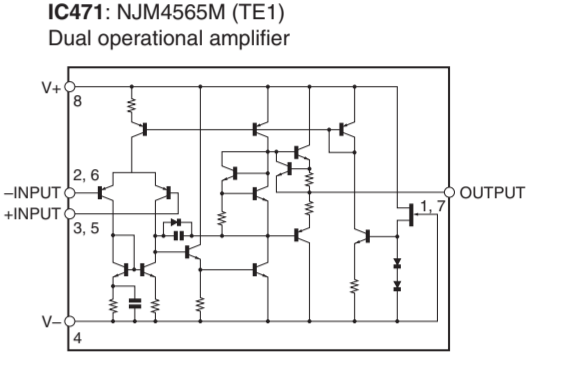 IC471: NJM4565M (TE1)
Dual operational amplifier
V+
8
2, 6
–INPUT
+INPUT
3, 5
OUTPUT
1, 7
V–
4